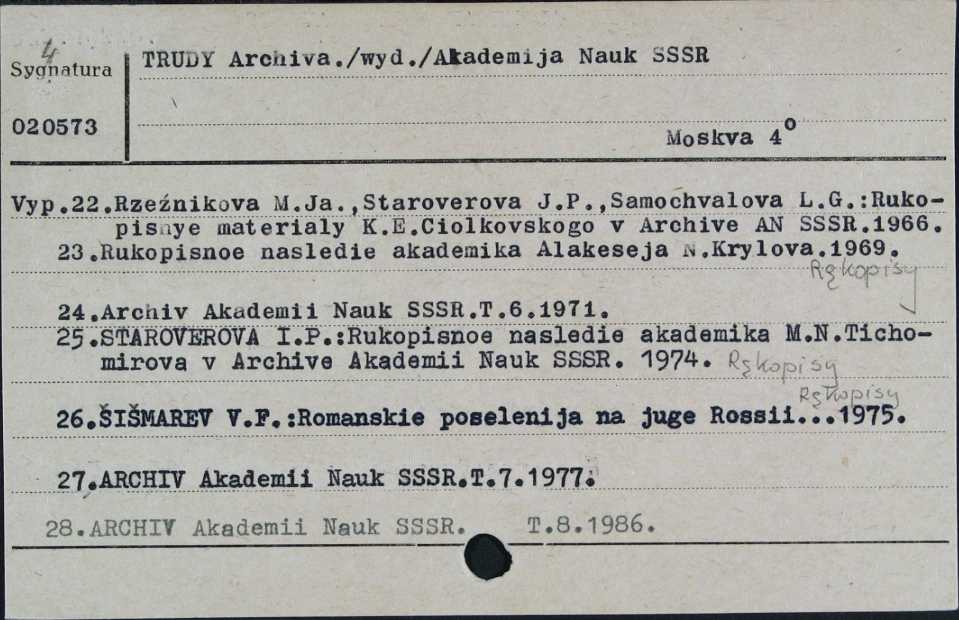 4
Sygnatura
TRUDY Archiva./wyd./Akademija Nauk SSSR
020573
Moskva 4°
Vyp.22.Rzeźnikova M.Ja.,Staroverova J.P.,Samochvalova L.G.:Ruko-
pisnye materialy K.E.Ciolkovskogo v Archive AN SSSR.1966.
23.Rukopisnoe nasledie akademika Alakeseja N.Krylova.1969.
Rękopisy
24.Archiv Akademii Nauk SSSR.T.6.1971.
25.STAROVEROVA I.P.:Rukopisnoe nasledie akademika M.N.Ticho-
mirova v Archive Akademii Nauk SSSR. 1974. Rękopisy
Rękopisy
26.ŠIŠMAREV V.F.:Romanskie poselenija na juge Rossii...1975.
27.ARCHIV Akademii Nauk SSSR.T.7.1977.
28.ARCHIV Akademii Nauk SSSR. T.8.1986.